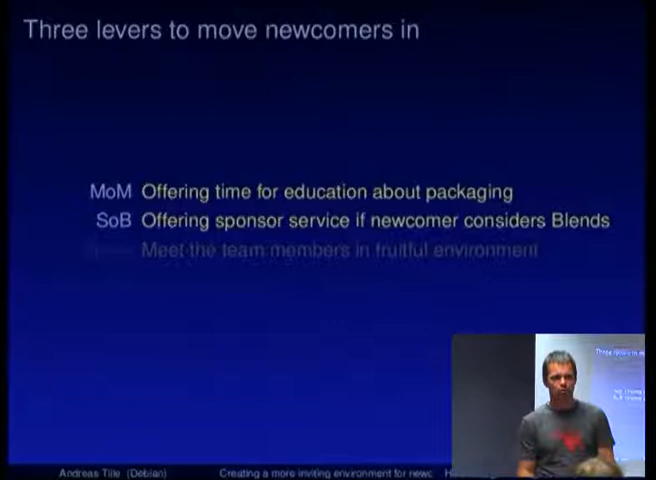 Three levers to move newcomers in
MoM Offering time for education about packaging
SoB Offering sponsor service if newcomer considers Blends
Meet the team members in fruitful environment
Andreas Tille (Debian) Creating a more inviting environment for newc